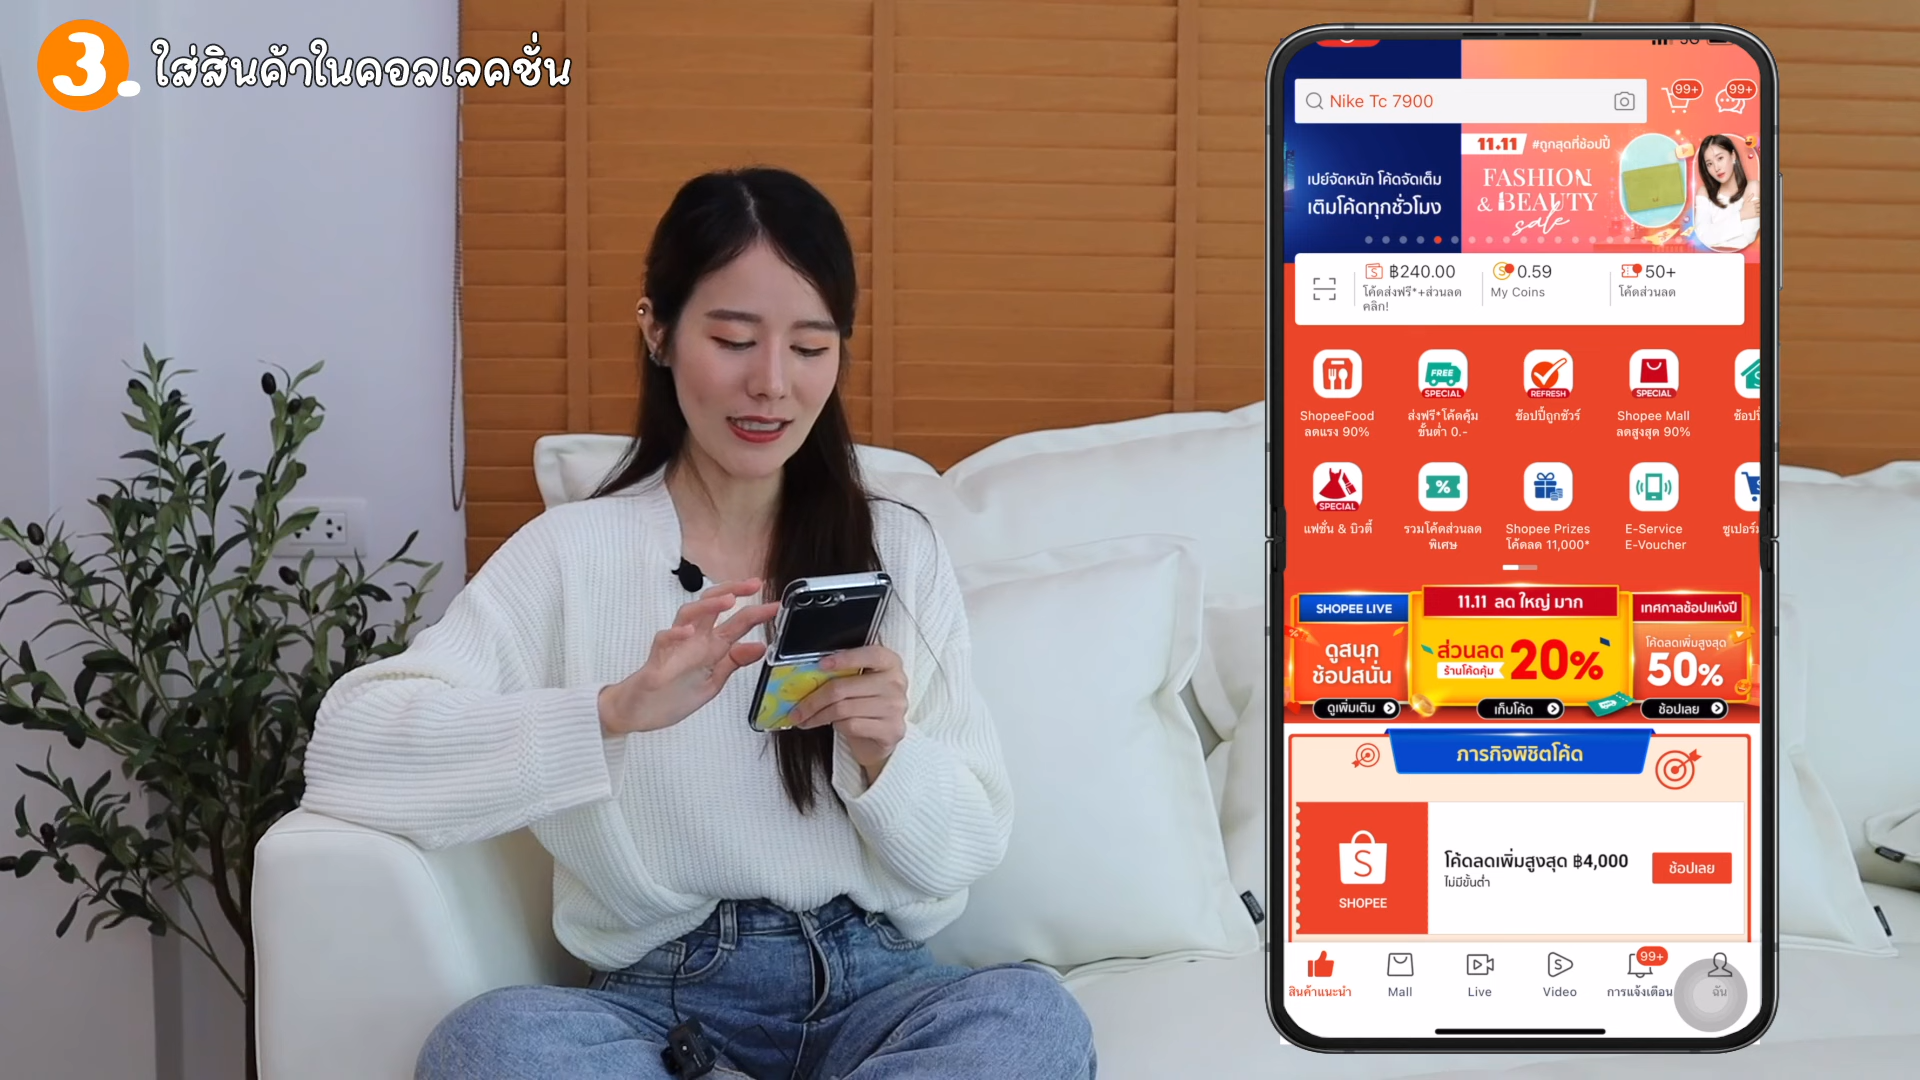 3. ใส่สินค้าในคอลเลคชั่น
Nike Tc 7900
99+
99+
เปย์จัดหนัก โค้ดจัดเต็ม
เติมโค้ดทุกชั่วโมง
11.11 #ถูกสุดที่ช้อปปี้
FASHION
& BEAUTY
sale
฿240.00
โค้ดส่งฟรี*+ส่วนลด
คลิก!
0.59
My Coins
50+
โค้ดส่วนลด
FREE
SPECIAL
REFRESH
SPECIAL
ShopeeFood
ลดแรง 90%
ส่งฟรี*โค้ดคุ้ม
ขั้นต่ำ 0.-
ช้อปปี้ถูกชัวร์
Shopee Mall
ลดสูงสุด 90%
SPECIAL
แฟชั่น & บิวตี้
รวมโค้ดส่วนลด
พิเศษ
Shopee Prizes
โค้ดลด 11,000*
E-Service
E-Voucher
SHOPEE LIVE
ดูสนุก
ช้อปสนั่น
ดูเพิ่มเติม
11.11 ลด ใหญ่ มาก
ส่วนลด
ร้านโค้ดคุ้ม
20%
เก็บโค้ด
เทศกาลช้อปแห่งปี
โค้ดลดเพิ่มสูงสุด
50%
ช้อปเลย
ภารกิจพิชิตโค้ด
SHOPEE
โค้ดลดเพิ่มสูงสุด ฿4,000
ไม่มีขั้นต่ำ
ช้อปเลย
99+
สินค้าแนะนำ
Mall
Live
Video
การแจ้งเตือน
ฉัน